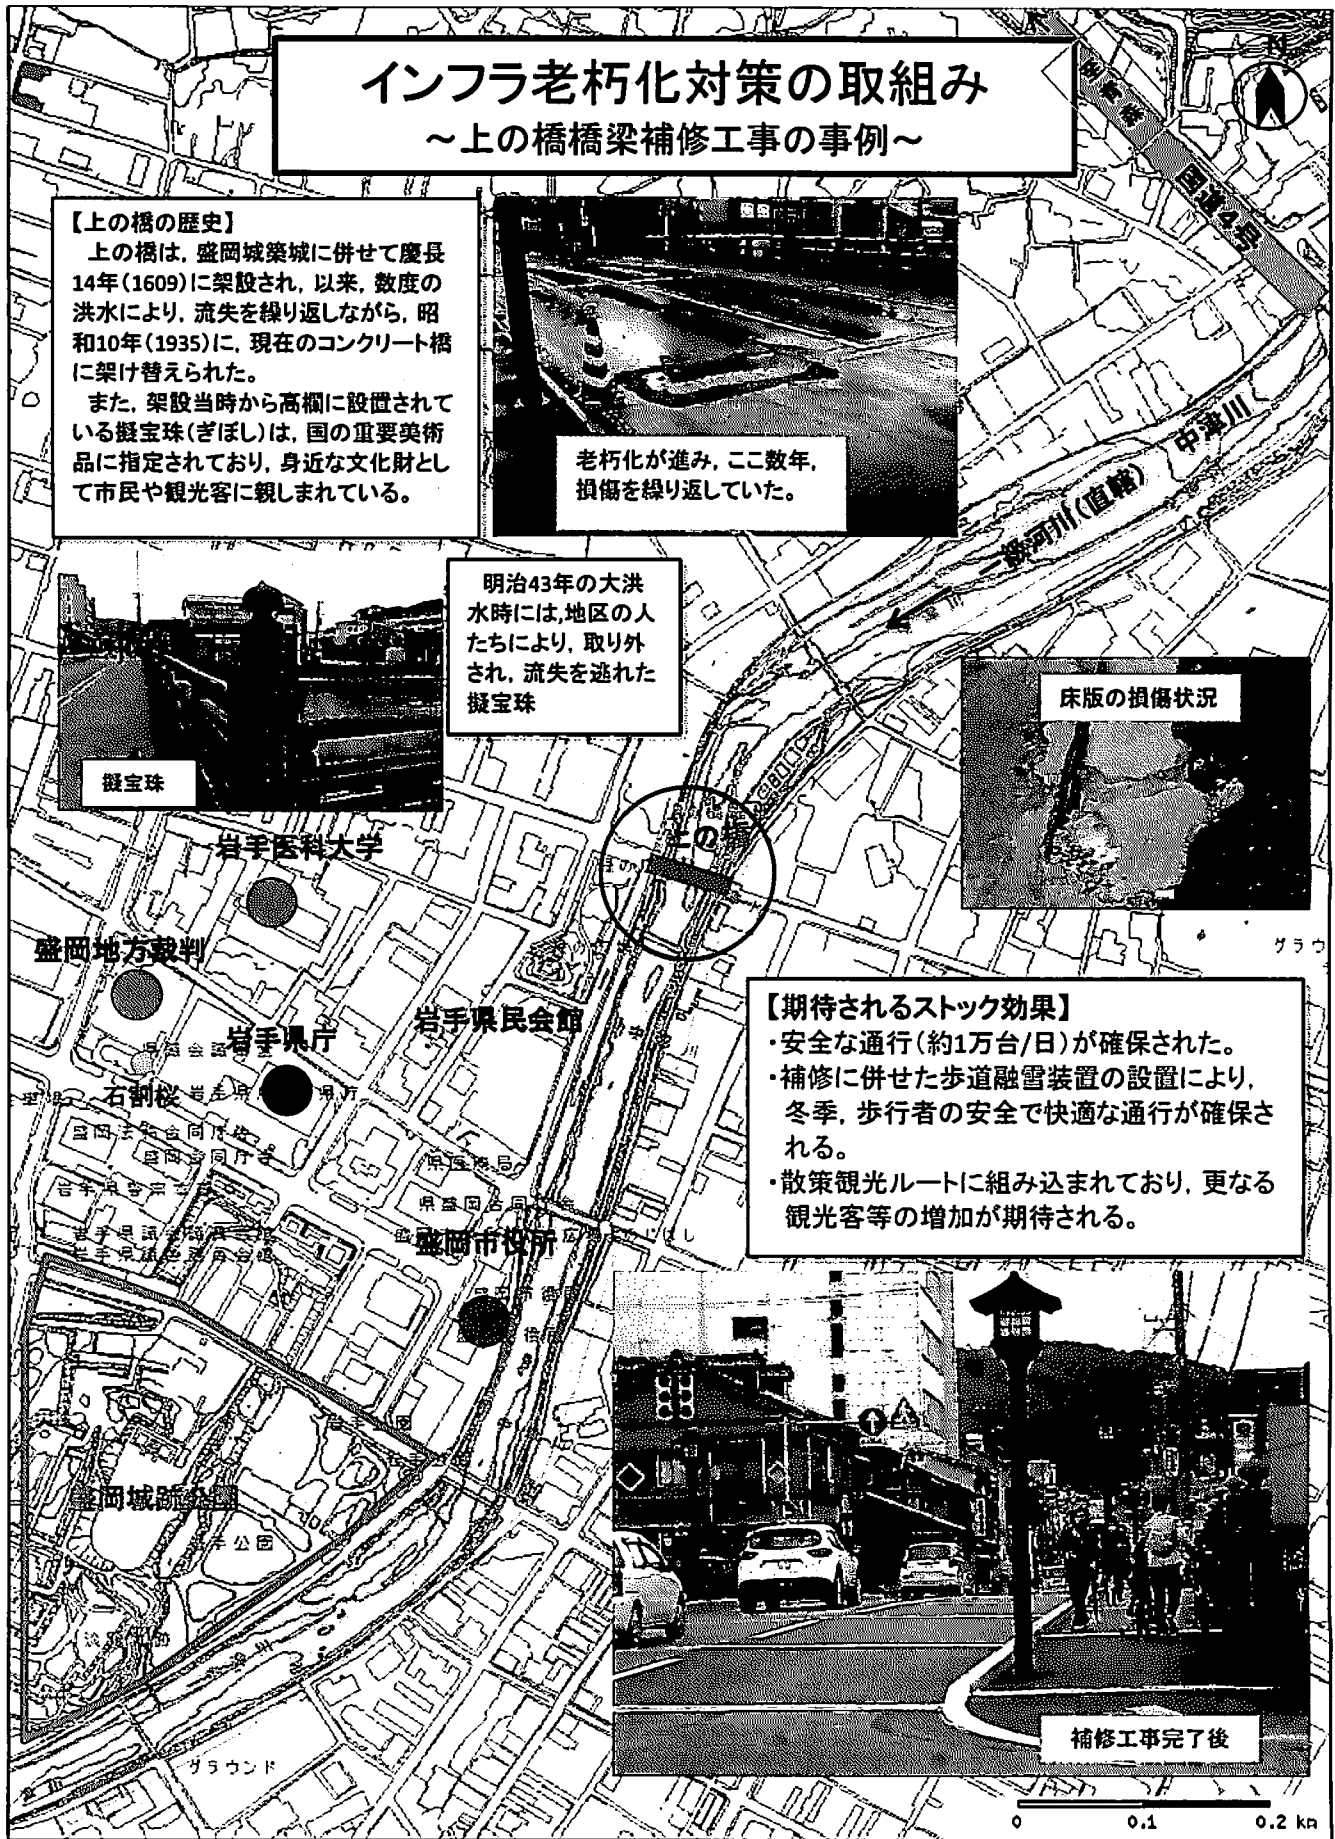 インフラ老朽化対策の取組み
～上の橋橋梁補修工事の事例～
N
至青森
国道4号
【上の橋の歴史】
上の橋は，盛岡城築城に併せて慶長
14年（1609）に架設され，以来，数度の
洪水により，流失を繰り返しながら，昭
和10年（1935）に，現在のコンクリート橋
に架け替えられた。
また，架設当時から高欄に設置されて
いる擬宝珠（ぎぼし）は，国の重要美術
品に指定されており，身近な文化財とし
て市民や観光客に親しまれている。
老朽化が進み，ここ数年，
損傷を繰り返していた。
一級河川（直轄） 中津川
明治43年の大洪
水時には,地区の人
たちにより，取り外
され，流失を逃れた
擬宝珠
擬宝珠
床版の損傷状況
上の橋
岩手医科大学
盛岡地方裁判
岩手県庁
岩手県民会館
石割桜
グラウ
【期待されるストック効果】
・安全な通行（約1万台/日）が確保された。
・補修に併せた歩道融雪装置の設置により，
冬季，歩行者の安全で快適な通行が確保さ
れる。
・散策観光ルートに組み込まれており，更なる
観光客等の増加が期待される。
盛岡市役所
盛岡城跡公園
グラウンド
補修工事完了後
0 0.1 0.2 km